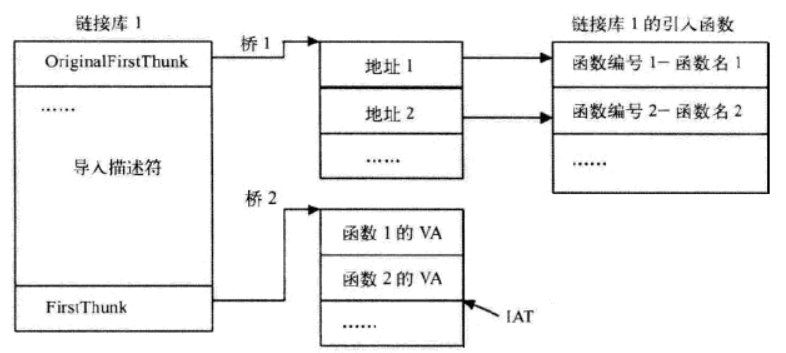 链接库 1
链接库 1 的引入函数
OriginalFirstThunk
桥 1
地址 1
函数编号 1- 函数名 1
……
地址 2
函数编号 2- 函数名 2
……
……
导入描述符
桥 2
函数 1 的 VA
函数 2 的 VA
FirstThunk
……
IAT